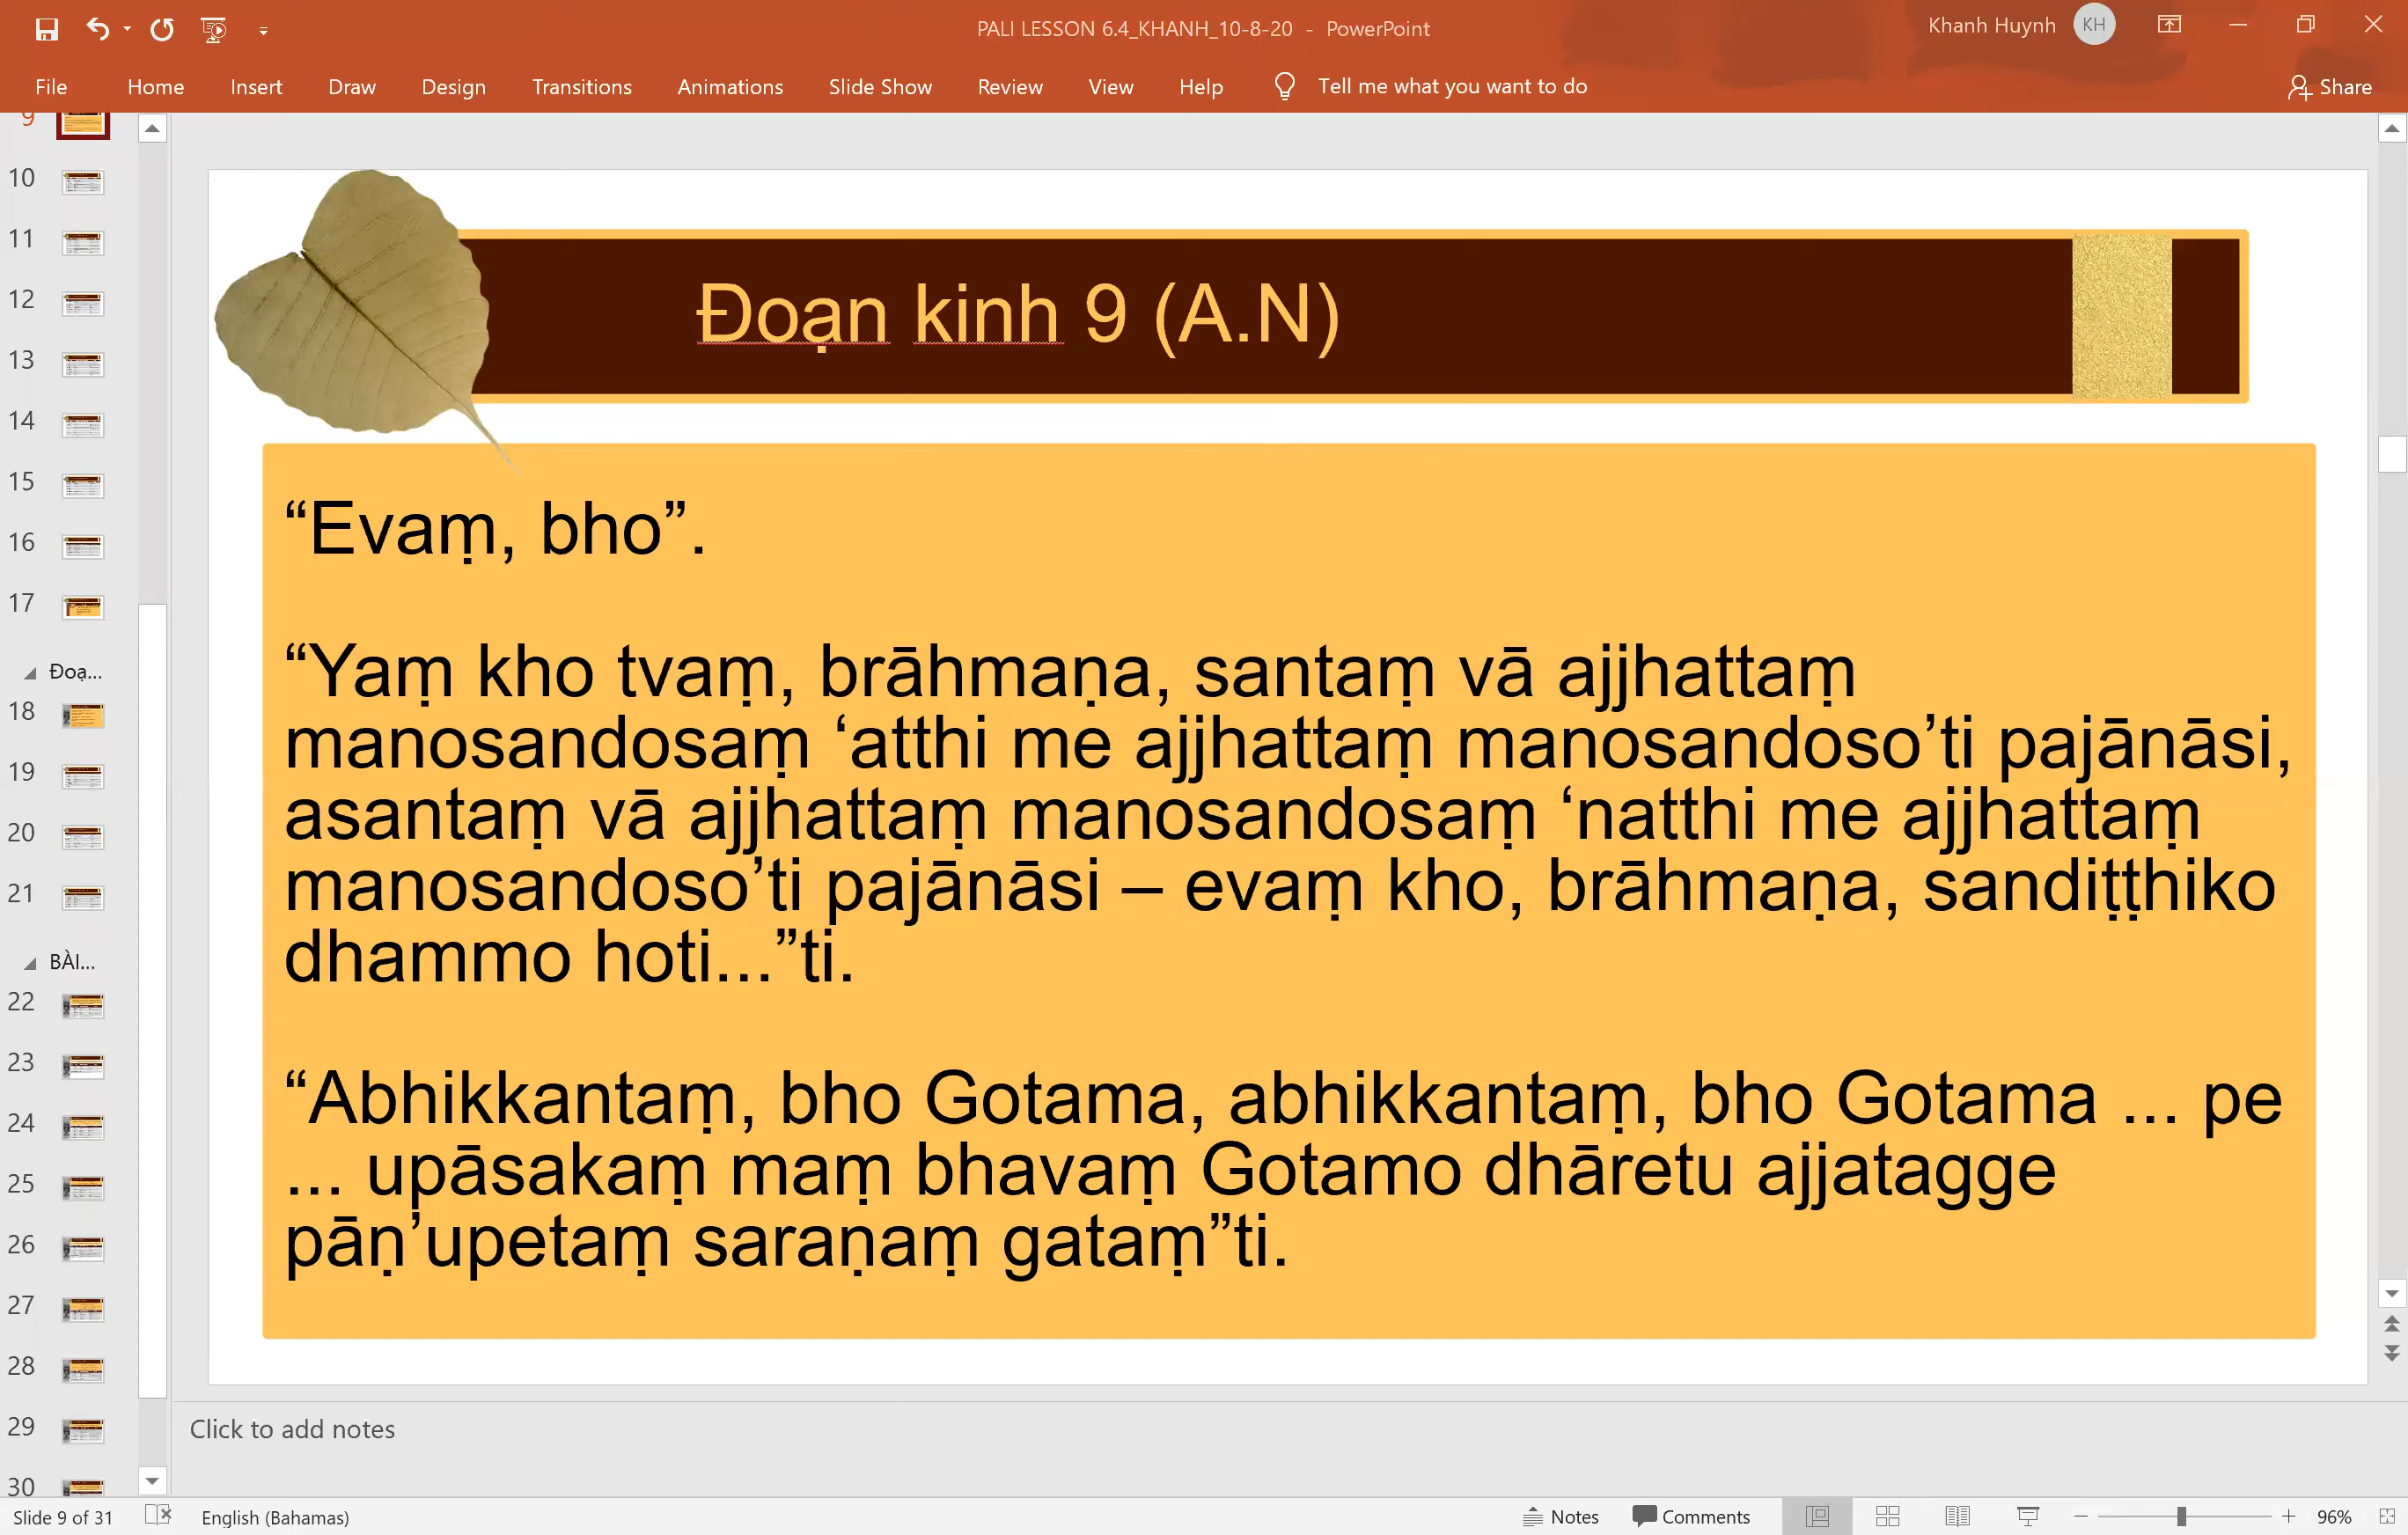 PALI LESSON 6.4_KHANH_10-8-20 - PowerPoint
Khanh Huynh
KH
File Home Insert Draw Design Transitions Animations Slide Show Review View Help Tell me what you want to do Share
9
10
11
12
13
14
15
16
17
Đoạ...
18
19
20
21
BÀI...
22
23
24
25
26
27
28
29
30
Đoạn kinh 9 (A.N)
“Evaṃ, bho”.
“Yaṃ kho tvaṃ, brāhmaṇa, santaṃ vā ajjhattaṃ
manosandosaṃ ‘atthi me ajjhattaṃ manosandoso’ti pajānāsi,
asantaṃ vā ajjhattaṃ manosandosaṃ ‘natthi me ajjhattaṃ
manosandoso’ti pajānāsi – evaṃ kho, brāhmaṇa, sandiṭṭhiko
dhammo hoti...”ti.
“Abhikkantaṃ, bho Gotama, abhikkantaṃ, bho Gotama ... pe
... upāsakaṃ maṃ bhavaṃ Gotamo dhāretu ajjatagge
pāṇ’upetaṃ saraṇaṃ gataṃ”ti.
Click to add notes
Slide 9 of 31 English (Bahamas) Notes Comments 96%